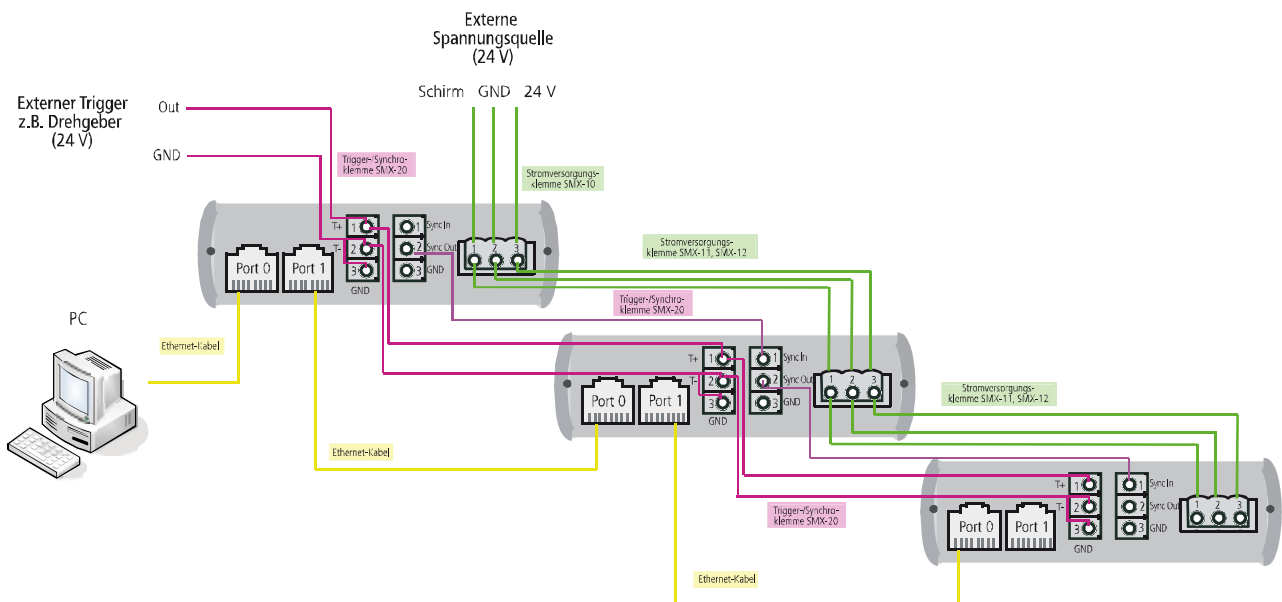 Externe
Spannungsquelle
(24 V)
Schirm GND 24 V
Externer Trigger
z.B. Drehgeber
(24 V)
Out
GND
Trigger-/Synchro-
klemme SMX-20
Stromversorgungs-
klemme SMX-10
T+ 1 1 Sync In
T- 2 2 Sync Out
3 3 GND
GND
1 2 3
Port 0 Port 1
Stromversorgungs-
klemme SMX-11, SMX-12
Trigger-/Synchro-
klemme SMX-20
PC
Ethernet-Kabel
T+ 1 1 Sync In
T- 2 2 Sync Out
3 3 GND
GND
1 2 3
Port 0 Port 1
Stromversorgungs-
klemme SMX-11, SMX-12
Ethernet-Kabel
T+ 1 1 Sync In
T- 2 2 Sync Out
3 3 GND
GND
1 2 3
Port 0 Port 1
Trigger-/Synchro-
klemme SMX-20
Ethernet-Kabel